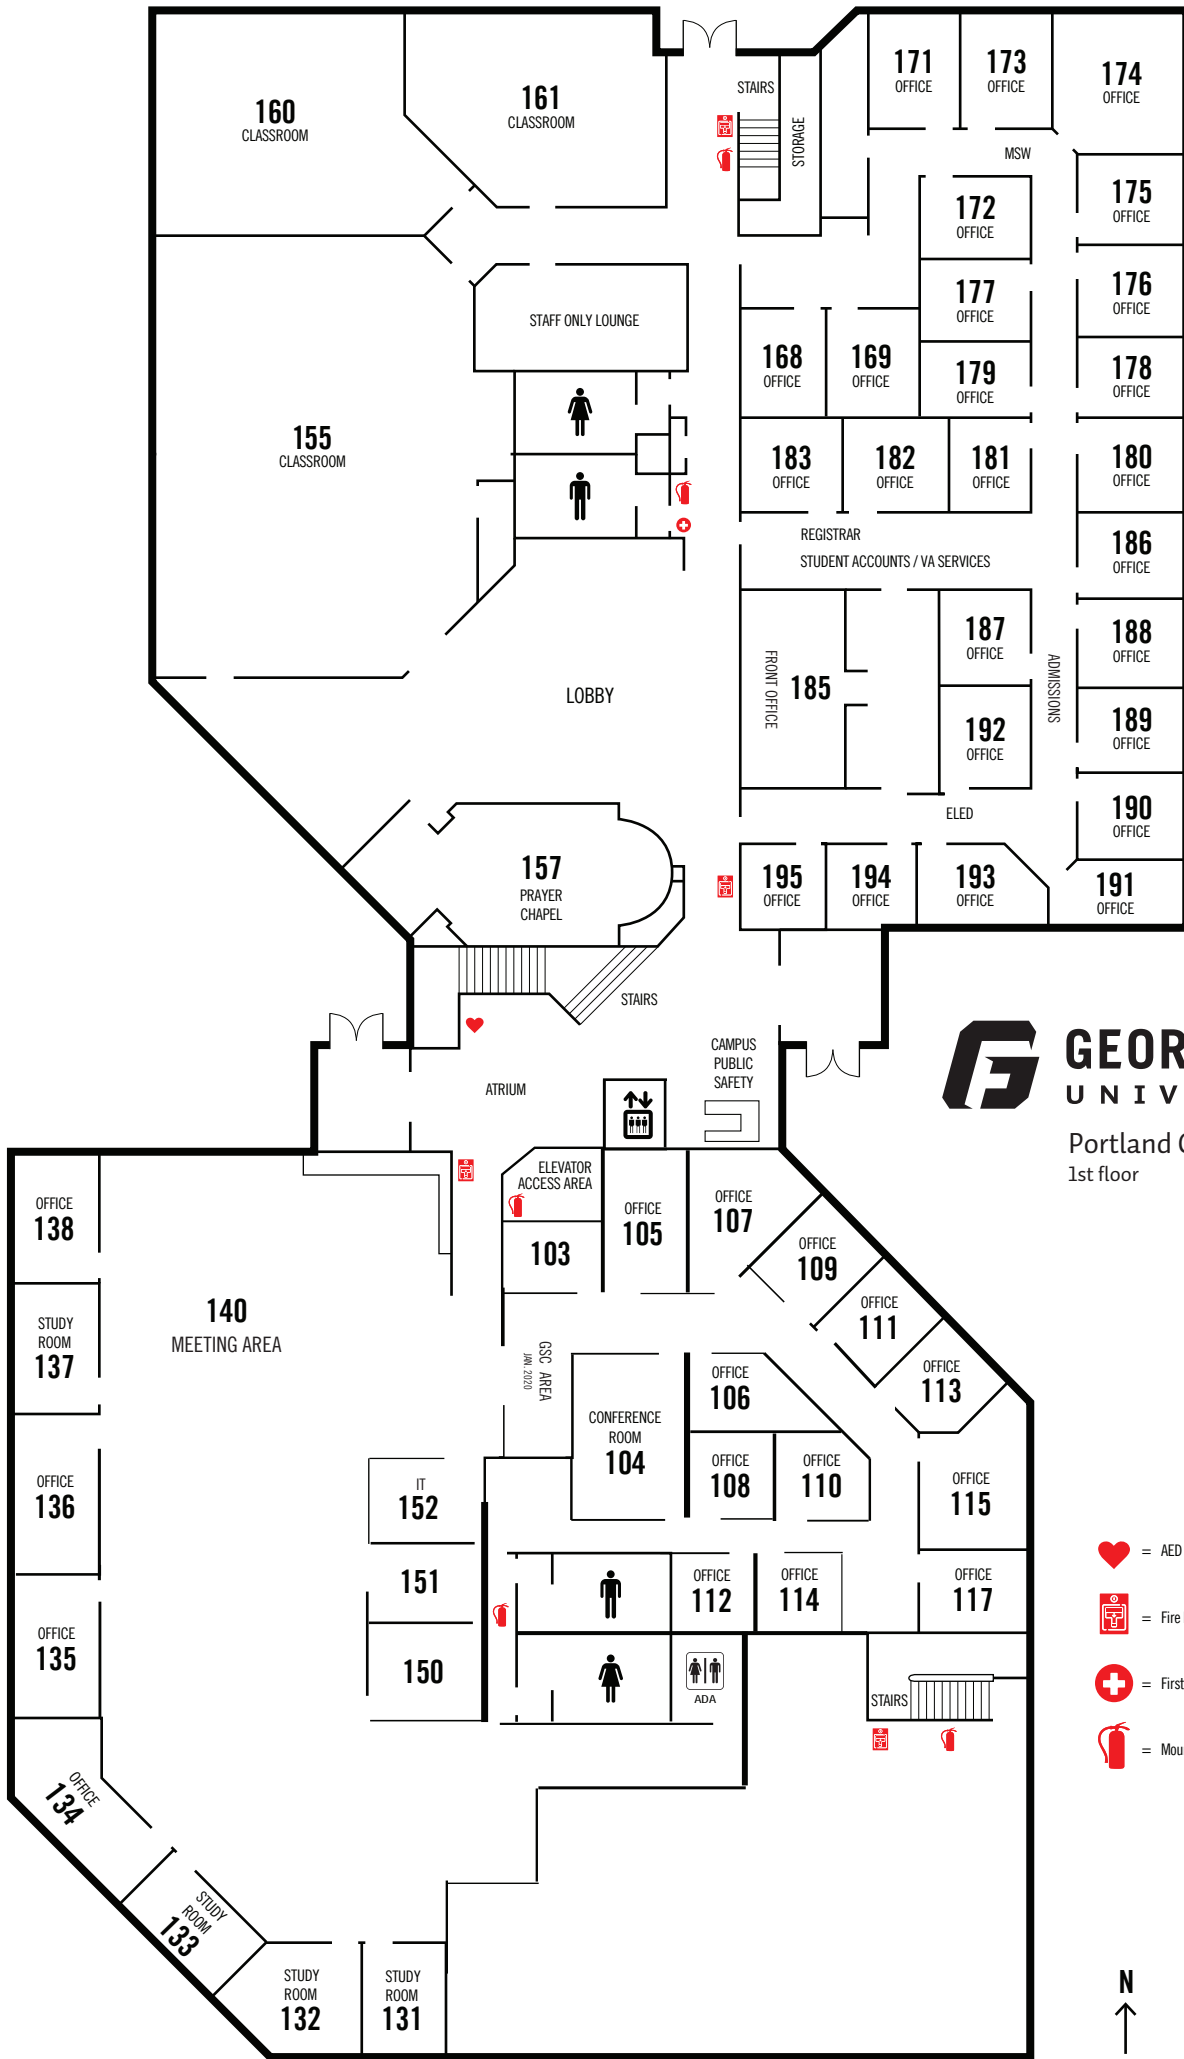 160
CLASSROOM
161
CLASSROOM
STAIRS
STORAGE
171
OFFICE
173
OFFICE
174
OFFICE
MSW
172
OFFICE
175
OFFICE
177
OFFICE
176
OFFICE
STAFF ONLY LOUNGE
168
OFFICE
169
OFFICE
179
OFFICE
178
OFFICE
155
CLASSROOM
183
OFFICE
182
OFFICE
181
OFFICE
180
OFFICE
REGISTRAR
STUDENT ACCOUNTS / VA SERVICES
186
OFFICE
187
OFFICE
188
OFFICE
LOBBY
FRONT OFFICE
185
ADMISSIONS
192
OFFICE
189
OFFICE
190
OFFICE
ELED
157
PRAYER
CHAPEL
195
OFFICE
194
OFFICE
193
OFFICE
191
OFFICE
STAIRS
ATRIUM
CAMPUS
PUBLIC
SAFETY
GEOR
UNIV
Portland C
1st floor
ELEVATOR
ACCESS AREA
OFFICE
138
103
OFFICE
105
OFFICE
107
OFFICE
109
OFFICE
111
140
MEETING AREA
STUDY
ROOM
137
GSC AREA
JAN. 2020
OFFICE
106
OFFICE
113
CONFERENCE
ROOM
104
OFFICE
136
IT
152
OFFICE
108
OFFICE
110
OFFICE
115
151
OFFICE
112
OFFICE
114
OFFICE
117
OFFICE
135
150
ADA
STAIRS
= AED
= Fire
= First
= Mou
OFFICE
134
STUDY
ROOM
133
STUDY
ROOM
132
STUDY
ROOM
131
N